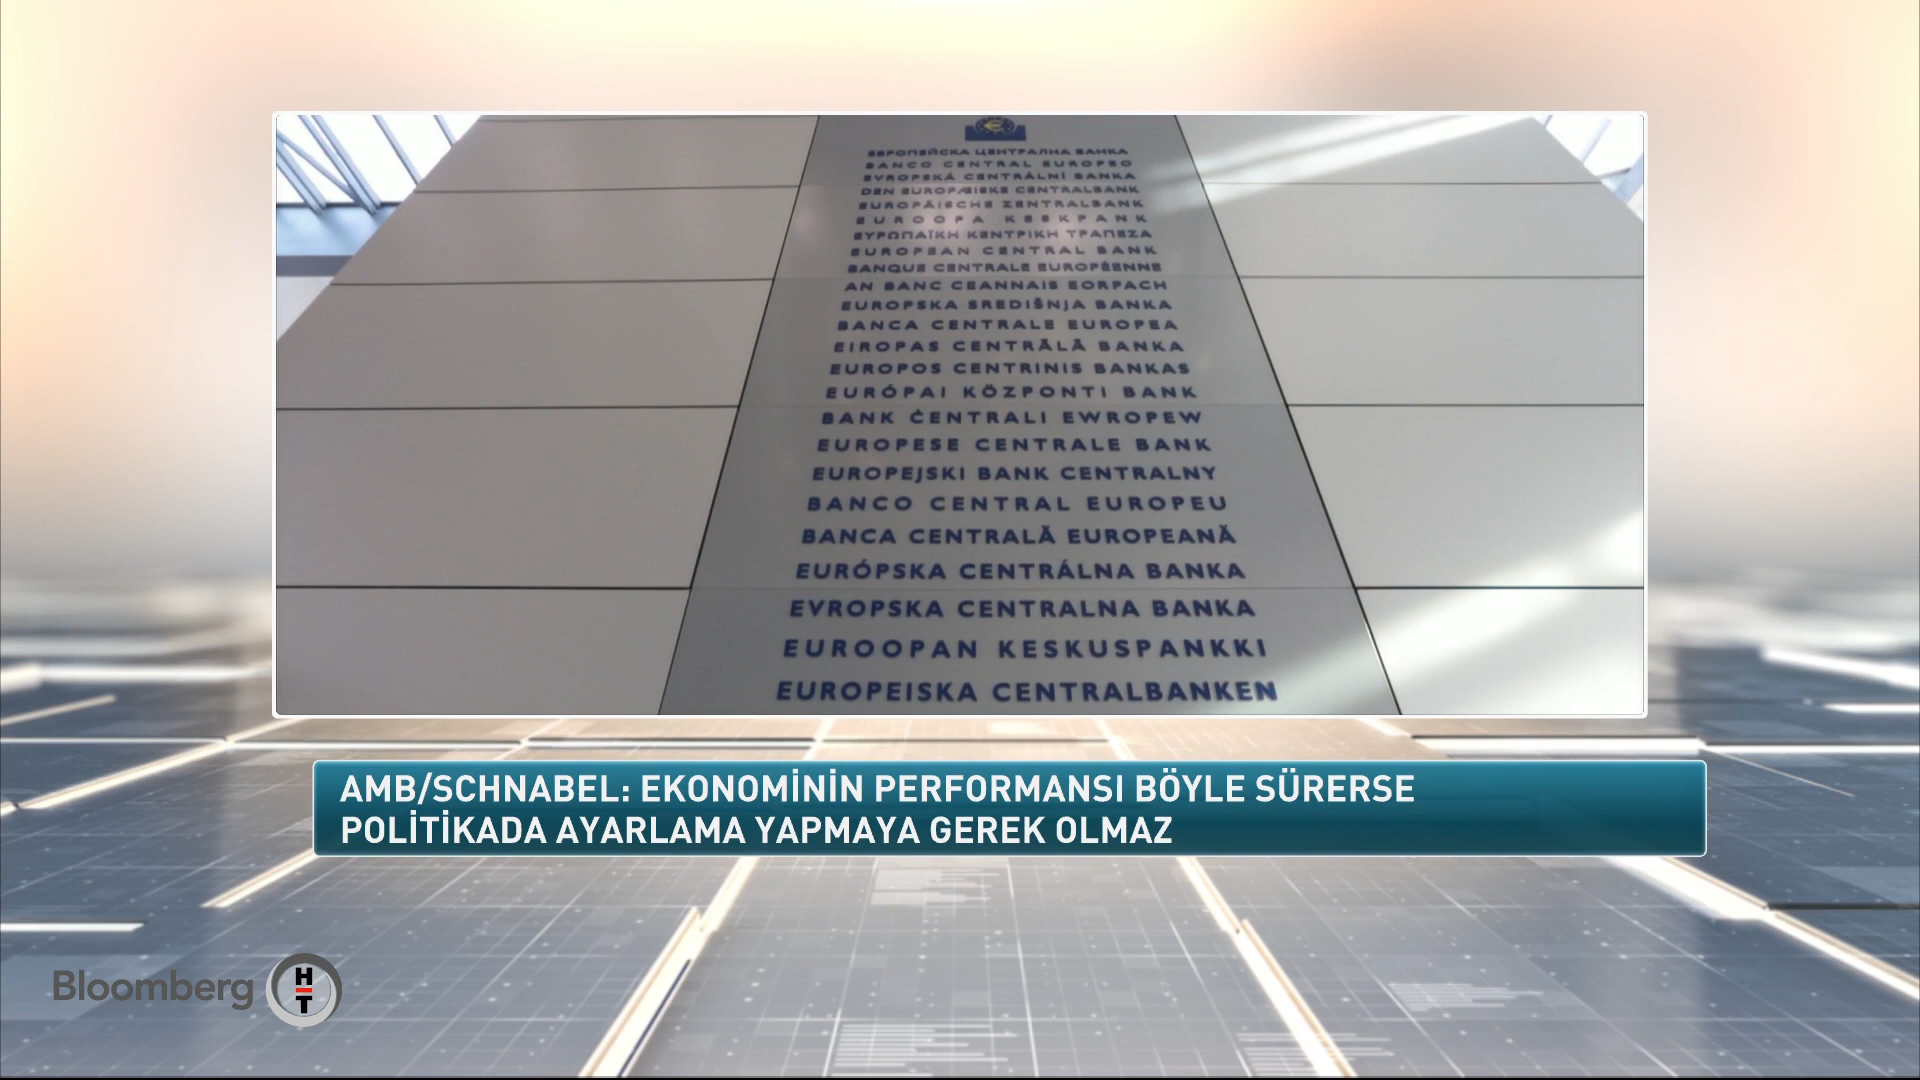 ЕВРОПЕЙСКА ЦЕНТРАЛНА БАНКА
BANCO CENTRAL EUROPEO
EVROPSKÁ CENTRÁLNÍ BANKA
DEN EUROPÆISKE CENTRALBANK
EUROPÄISCHE ZENTRALBANK
EUROOPA KESKPANK
ΕΥΡΩΠΑΪΚΗ ΚΕΝΤΡΙΚΗ ΤΡΑΠΕΖΑ
EUROPEAN CENTRAL BANK
BANQUE CENTRALE EUROPÉENNE
AN BANC CEANNAIS EORPACH
EUROPSKA SREDIŠNJA BANKA
BANCA CENTRALE EUROPEA
EIROPAS CENTRĀLĀ BANKA
EUROPOS CENTRINIS BANKAS
EURÓPAI KÖZPONTI BANK
BANK ĊENTRALI EWROPEW
EUROPESE CENTRALE BANK
EUROPEJSKI BANK CENTRALNY
BANCO CENTRAL EUROPEU
BANCA CENTRALĂ EUROPEANĂ
EURÓPSKA CENTRÁLNA BANKA
EVROPSKA CENTRALNA BANKA
EUROOPAN KESKUSPANKKI
EUROPEISKA CENTRALBANKEN
AMB/SCHNABEL: EKONOMİNİN PERFORMANSI BÖYLE SÜRERSE
POLİTİKADA AYARLAMA YAPMAYA GEREK OLMAZ
Bloomberg HT